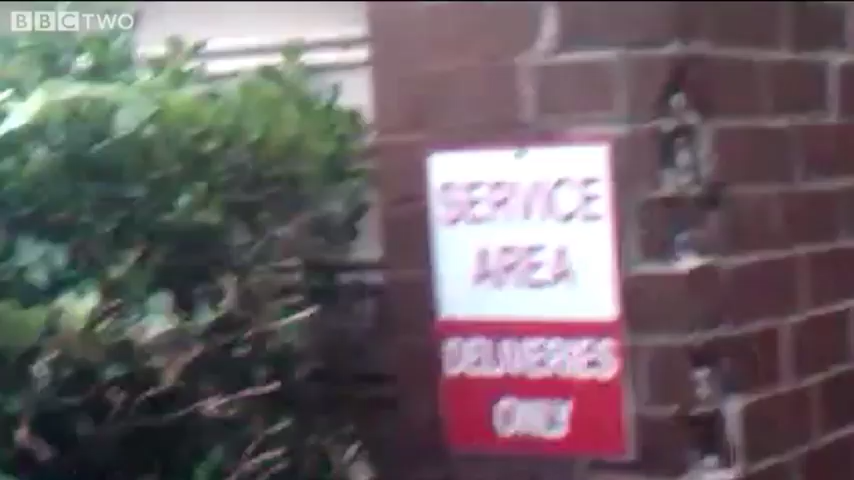 BBC TWO
SERVICE
AREA
DELIVERIES
ONLY